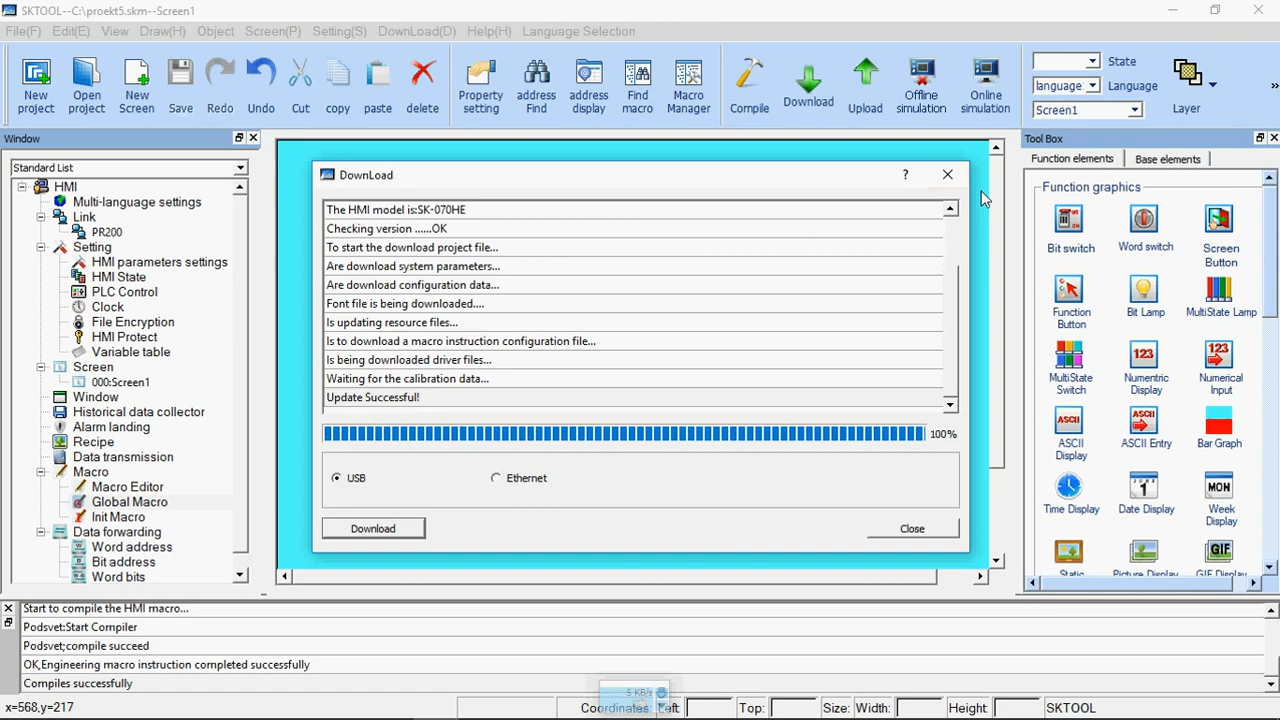 SKTOOL--C:\proekt5.skm--Screen1
File(F) Edit(E) View Draw(H) Object Screen(P) Setting(S) DownLoad(D) Help(H) Language Selection
New project
Open project
New Screen
Save
Redo
Undo
Cut
copy
paste
delete
Property setting
address Find
address display
Find macro
Macro Manager
Compile
Download
Upload
Offline simulation
Online simulation
State
language Language
Screen1
Layer
Window
Standard List
HMI
Multi-language settings
Link
PR200
Setting
HMI parameters settings
HMI State
PLC Control
Clock
File Encryption
HMI Protect
Variable table
Screen
000:Screen1
Window
Historical data collector
Alarm landing
Recipe
Data transmission
Macro
Macro Editor
Global Macro
Init Macro
Data forwarding
Word address
Bit address
Word bits
DownLoad
?
The HMI model is:SK-070HE
Checking version ......OK
To start the download project file...
Are download system parameters...
Are download configuration data...
Font file is being downloaded....
Is updating resource files...
Is to download a macro instruction configuration file...
Is being downloaded driver files...
Waiting for the calibration data...
Update Successful!
100%
USB Ethernet
Download Close
Tool Box
Function elements Base elements
Function graphics
Bit switch
Word switch
Screen Button
Function Button
Bit Lamp
MultiState Lamp
MultiState Switch
Numeric Display
Numerical Input
ASCII Display
ASCII Entry
Bar Graph
Time Display
Date Display
Week Display
Static
Picture Display
GIF Display
Start to compile the HMI macro...
Podsvet:Start Compiler
Podsvet;compile succeed
OK,Engineering macro instruction completed successfully
Compiles successfully
5 KB/s
x=568,y=217 Coordinates: Left Top: Size: Width: Height: SKTOOL